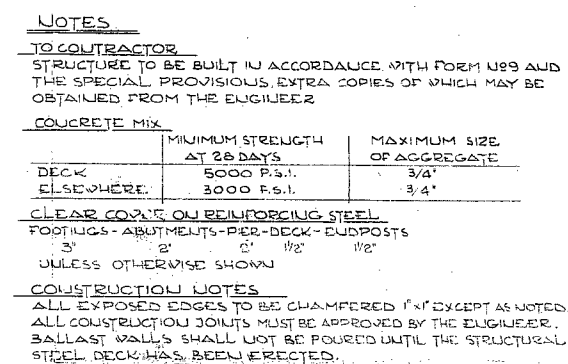 NOTES
TO CONTRACTOR
STRUCTURE TO BE BUILT IN ACCORDANCE WITH FORM N99 AND
THE SPECIAL PROVISIONS, EXTRA COPIES OF WHICH MAY BE
OBTAINED FROM THE ENGINEER
CONCRETE MIX
MINIMUM STRENGTH MAXIMUM SIZE
AT 28 DAYS OF AGGREGATE
DECK 5000 P.S.I. 3/4"
ELSEWHERE 3000 P.S.I. 3/4"
CLEAR COVER ON REINFORCING STEEL
FOOTINGS - ABUTMENTS - PIER - DECK - ENDPOSTS
3" 2" 2" 1½" 1½"
UNLESS OTHERWISE SHOWN
CONSTRUCTION NOTES
ALL EXPOSED EDGES TO BE CHAMFERED 1"x1" EXCEPT AS NOTED.
ALL CONSTRUCTION JOINTS MUST BE APPROVED BY THE ENGINEER.
BALLAST WALLS SHALL NOT BE POURED UNTIL THE STRUCTURAL
STEEL DECK HAS BEEN ERECTED.